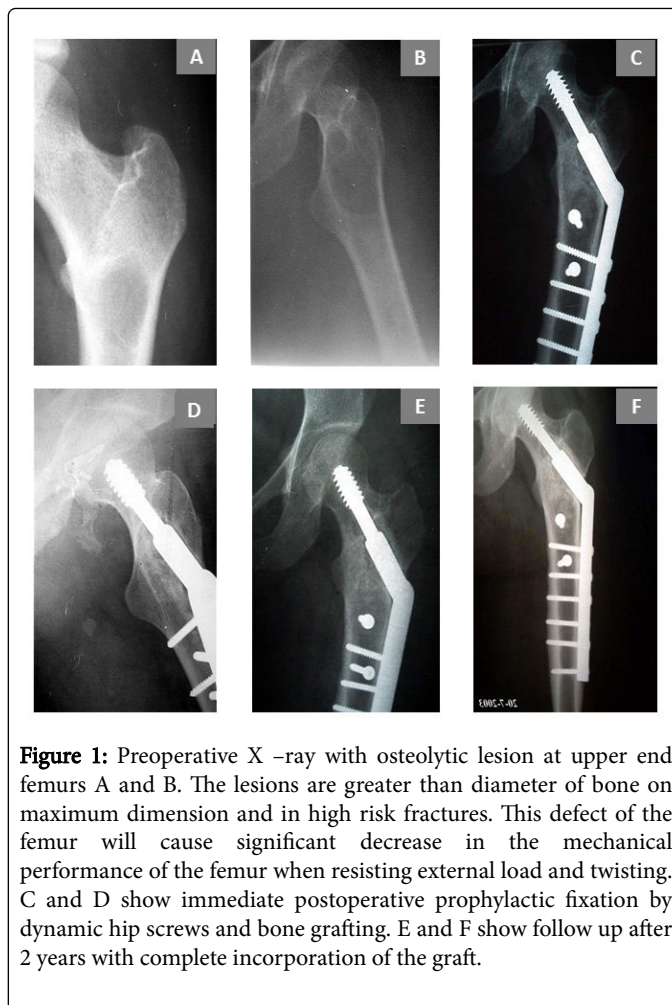 A
B
C
D
E
F
20-7-2003
Figure 1: Preoperative X –ray with osteolytic lesion at upper end
femurs A and B. The lesions are greater than diameter of bone on
maximum dimension and in high risk fractures. This defect of the
femur will cause significant decrease in the mechanical
performance of the femur when resisting external load and twisting.
C and D show immediate postoperative prophylactic fixation by
dynamic hip screws and bone grafting. E and F show follow up after
2 years with complete incorporation of the graft.